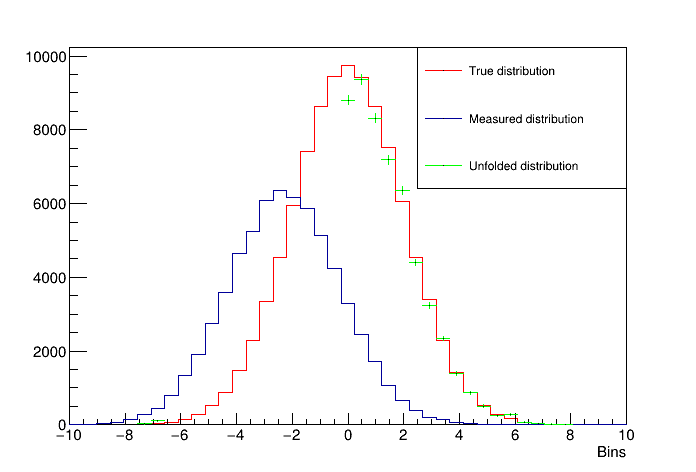 10000
8000
6000
4000
2000
0
True distribution
Measured distribution
Unfolded distribution
−10 −8 −6 −4 −2 0 2 4 6 8 10
Bins